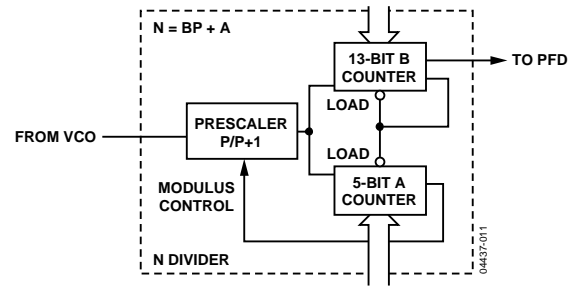 N = BP + A
13-BIT B
COUNTER
TO PFD
LOAD
PRESCALER
P/P+1
FROM VCO
LOAD
MODULUS
CONTROL
5-BIT A
COUNTER
N DIVIDER
04437-011